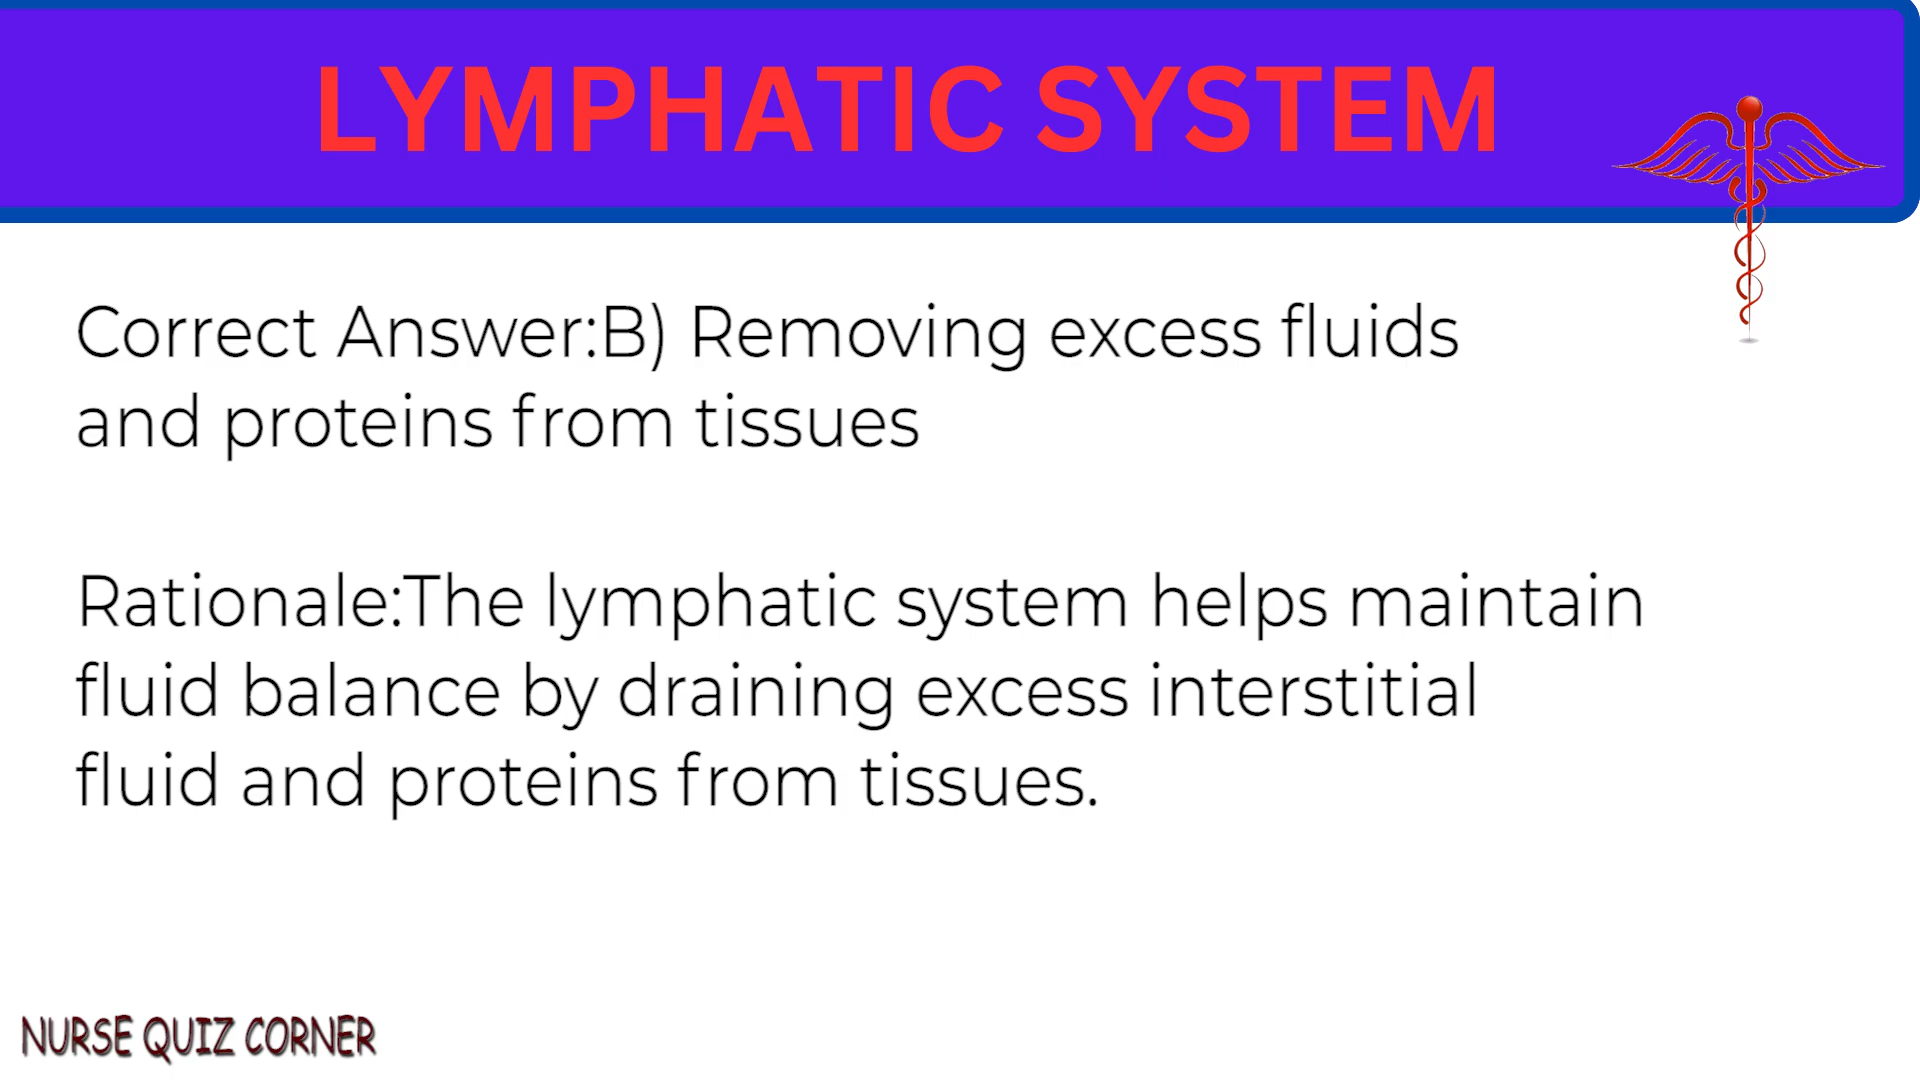 LYMPHATIC SYSTEM
Correct Answer:B) Removing excess fluids
and proteins from tissues
Rationale:The lymphatic system helps maintain
fluid balance by draining excess interstitial
fluid and proteins from tissues.
NURSE QUIZ CORNER